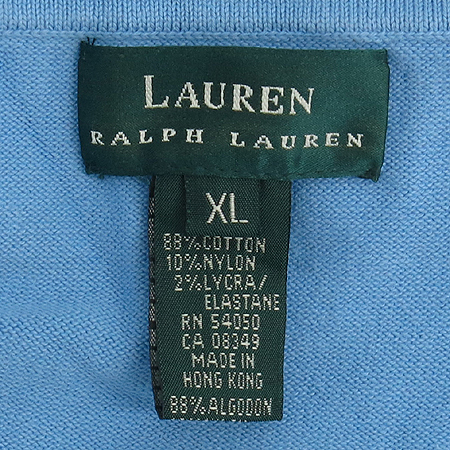 LAUREN
RALPH LAUREN
XL
88% COTTON
10% NYLON
2% LYCRA/
ELASTANE
RN 54050
CA 08349
MADE IN
HONG KONG
88% ALGODON